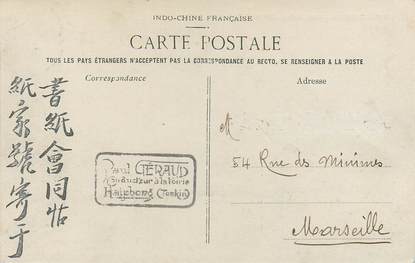 INDO-CHINE FRANÇAISE
CARTE POSTALE
TOUS LES PAYS ÉTRANGERS N'ACCEPTENT PAS LA CORRESPONDANCE AU RECTO, SE RENSEIGNER A LA POSTE
Correspondance
Adresse
書紙會同
紙家號寄于
Paul GÉRAUD
Haiphong (Tonkin)
M
54 Rue des Minimes
Marseille